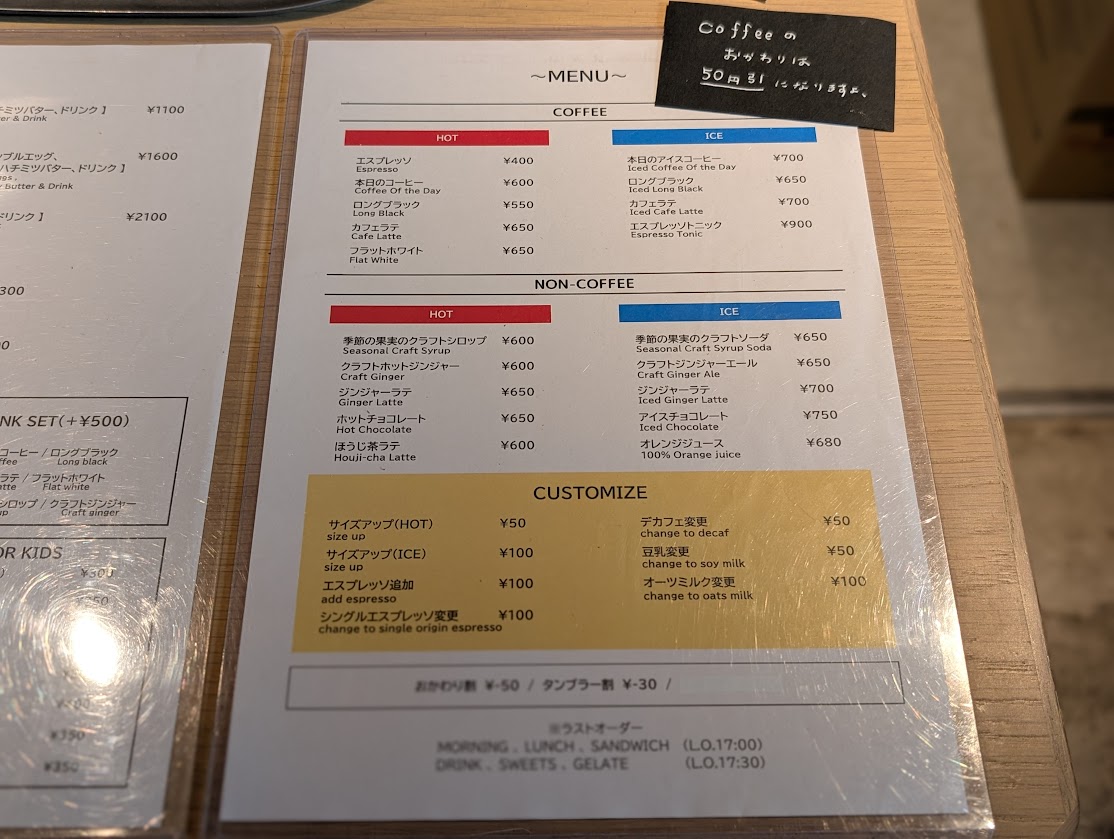 チミツバター、ドリンク 】 ¥1100
er & Drink
ンブルエッグ、 ¥1600
ハチミツバター、ドリンク 】
ggs ,
r Butter & Drink
ドリンク 】 ¥2100
300
NK SET(+¥500)
コーヒー / ロングブラック
ffee Long black
ラテ / フラットホワイト
atte Flat white
シロップ / クラフトジンジャー
up Craft ginger
OR KIDS
¥300
¥350
¥350
Coffee の
おかわりは
50円引 になります。
～MENU～
COFFEE
HOT
エスプレッソ ¥400
Espresso
本日のコーヒー ¥600
Coffee Of the Day
ロングブラック ¥550
Long Black
カフェラテ ¥650
Cafe Latte
フラットホワイト ¥650
Flat White
ICE
本日のアイスコーヒー ¥700
Iced Coffee Of the Day
ロングブラック ¥650
Iced Long Black
カフェラテ ¥700
Iced Cafe Latte
エスプレッソトニック ¥900
Espresso Tonic
NON-COFFEE
HOT
季節の果実のクラフトシロップ ¥600
Seasonal Craft Syrup
クラフトホットジンジャー ¥600
Craft Ginger
ジンジャーラテ ¥650
Ginger Latte
ホットチョコレート ¥650
Hot Chocolate
ほうじ茶ラテ ¥600
Houji-cha Latte
ICE
季節の果実のクラフトソーダ ¥650
Seasonal Craft Syrup Soda
クラフトジンジャーエール ¥650
Craft Ginger Ale
ジンジャーラテ ¥700
Iced Ginger Latte
アイスチョコレート ¥750
Iced Chocolate
オレンジジュース ¥680
100% Orange juice
CUSTOMIZE
サイズアップ(HOT) ¥50
size up
サイズアップ(ICE) ¥100
size up
エスプレッソ追加 ¥100
add espresso
シングルエスプレッソ変更 ¥100
change to single origin espresso
デカフェ変更 ¥50
change to decaf
豆乳変更 ¥50
change to soy milk
オーツミルク変更 ¥100
change to oats milk
おかわり割 ¥-50 / タンブラー割 ¥-30 /
※ラストオーダー
MORNING . LUNCH . SANDWICH (L.O.17:00)
DRINK . SWEETS . GELATE (L.O.17:30)